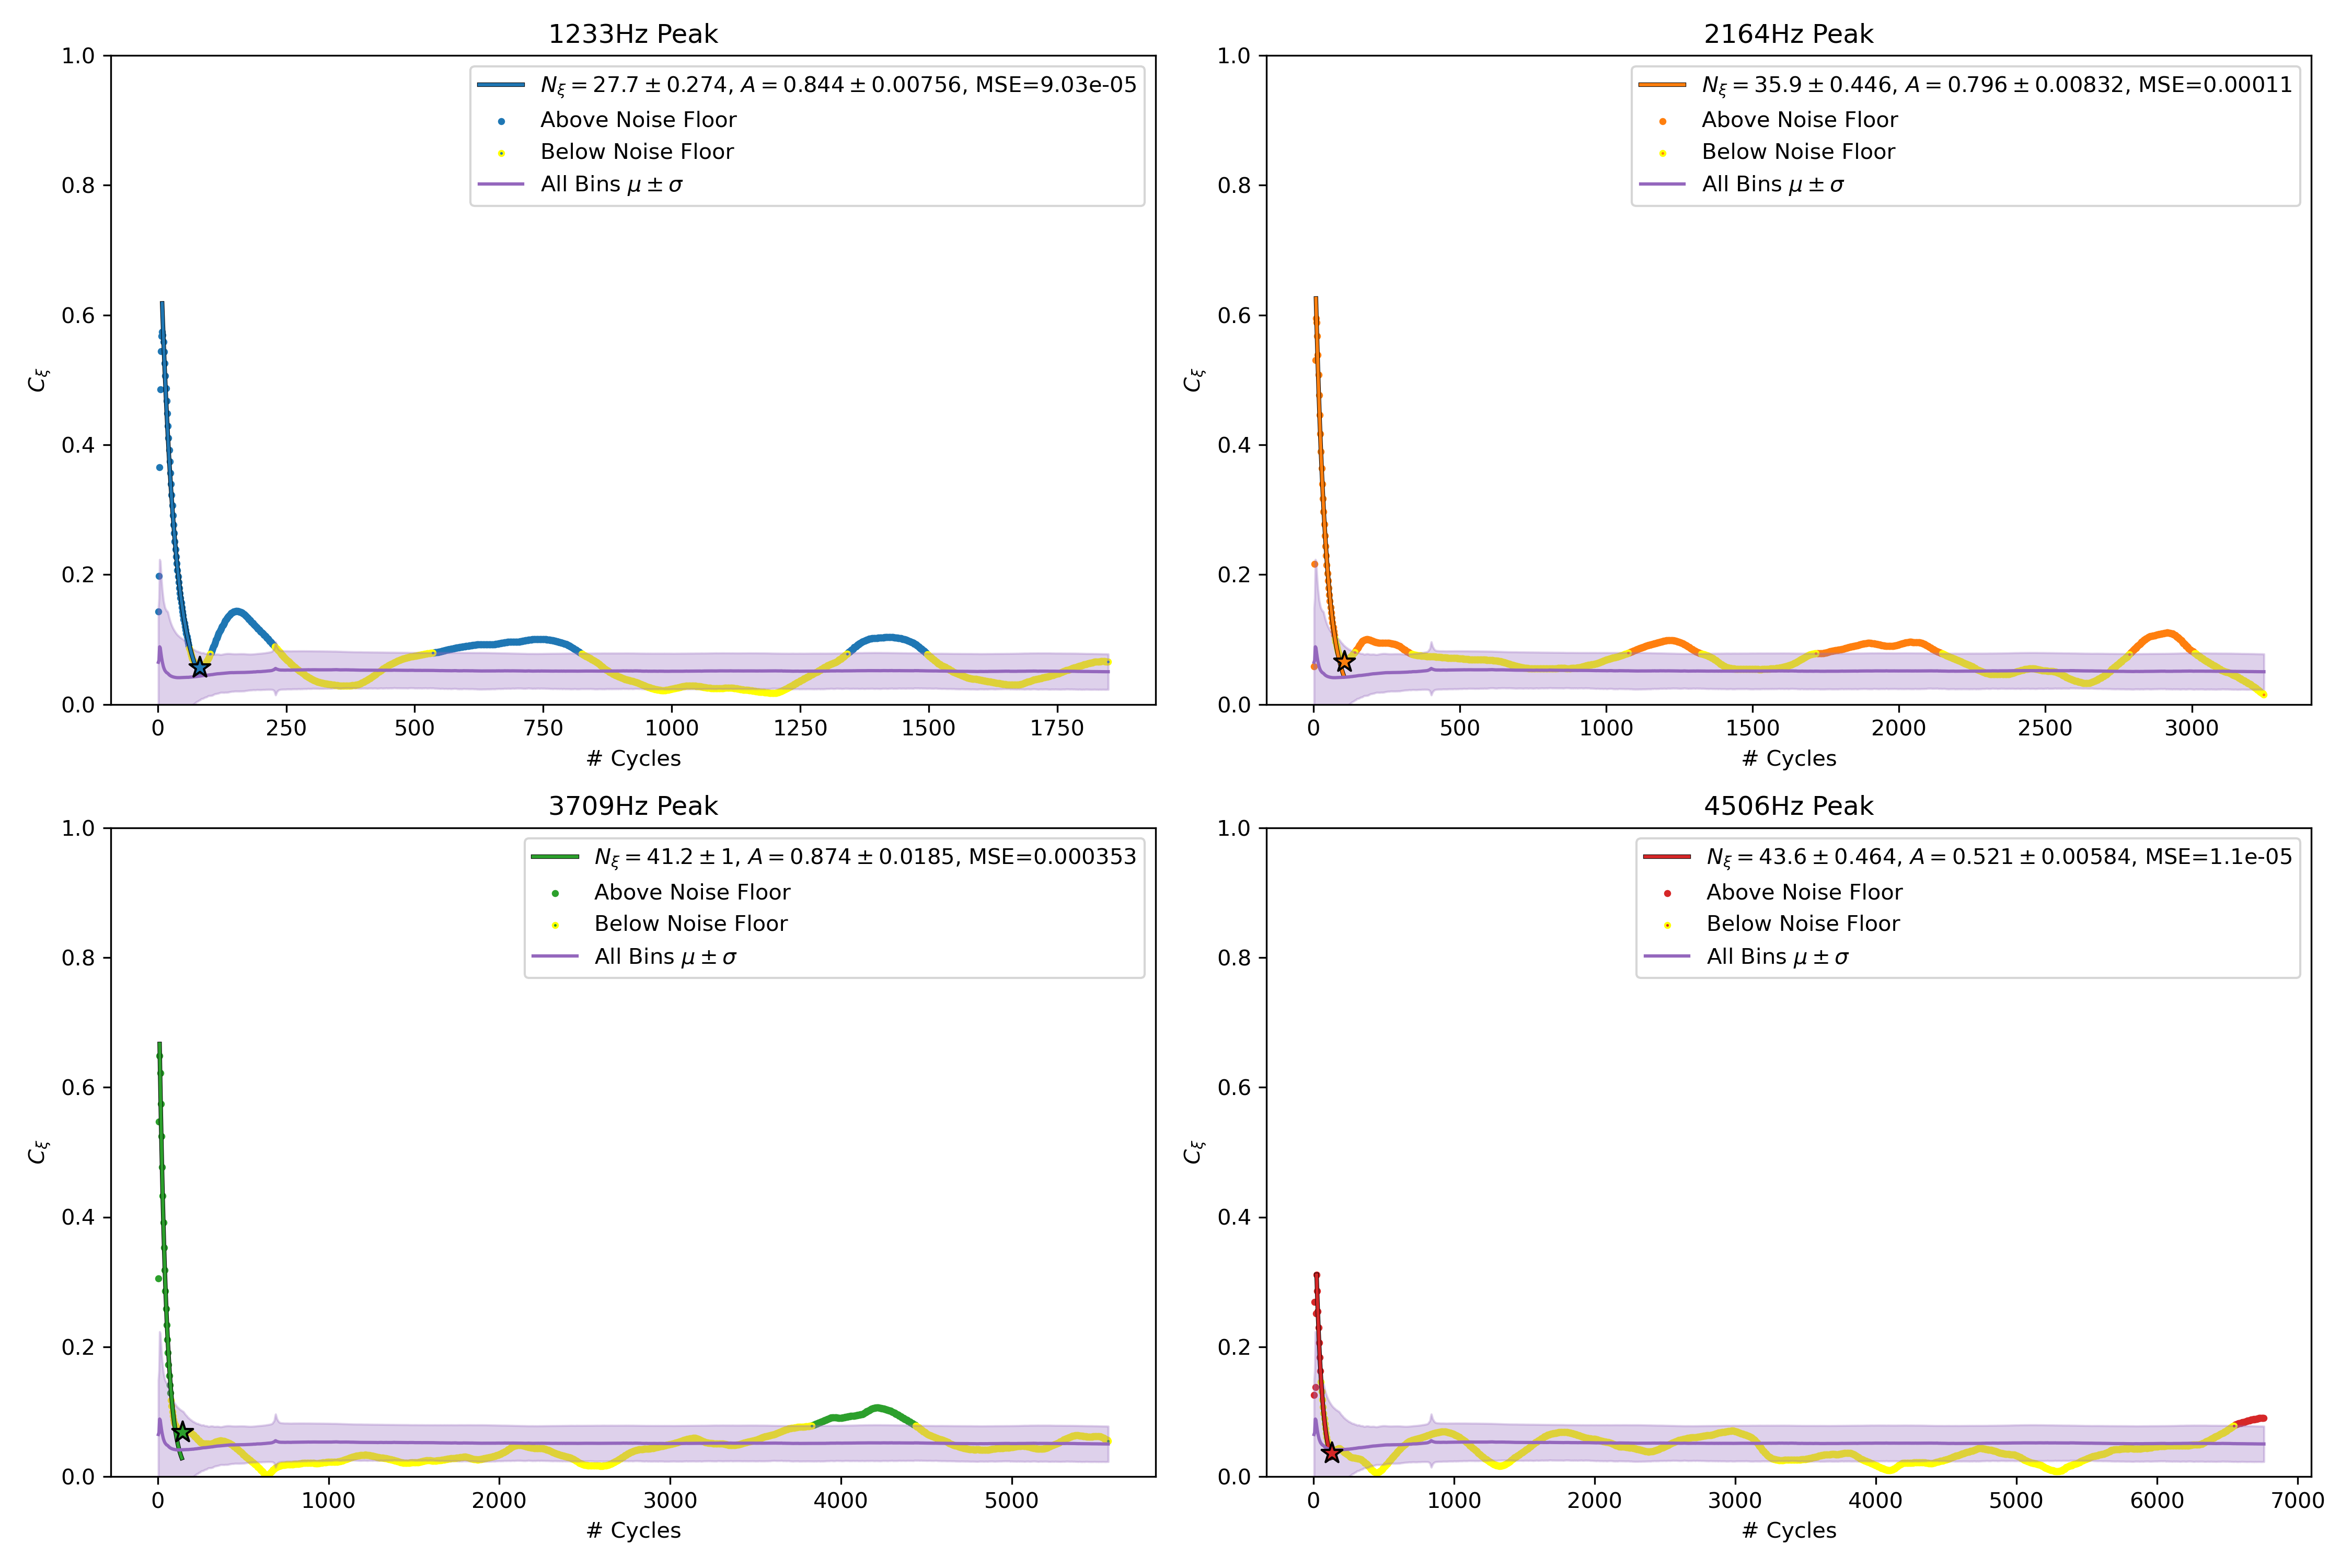 1233Hz Peak
1.0
0.8
0.6
0.4
0.2
0.0
Cξ
Nξ = 27.7 ± 0.274, A = 0.844 ± 0.00756, MSE=9.03e-05
Above Noise Floor
Below Noise Floor
All Bins μ ± σ
0 250 500 750 1000 1250 1500 1750
# Cycles
2164Hz Peak
1.0
0.8
0.6
0.4
0.2
0.0
Cξ
Nξ = 35.9 ± 0.446, A = 0.796 ± 0.00832, MSE=0.00011
Above Noise Floor
Below Noise Floor
All Bins μ ± σ
0 500 1000 1500 2000 2500 3000
# Cycles
3709Hz Peak
1.0
0.8
0.6
0.4
0.2
0.0
Cξ
Nξ = 41.2 ± 1, A = 0.874 ± 0.0185, MSE=0.000353
Above Noise Floor
Below Noise Floor
All Bins μ ± σ
0 1000 2000 3000 4000 5000
# Cycles
4506Hz Peak
1.0
0.8
0.6
0.4
0.2
0.0
Cξ
Nξ = 43.6 ± 0.464, A = 0.521 ± 0.00584, MSE=1.1e-05
Above Noise Floor
Below Noise Floor
All Bins μ ± σ
0 1000 2000 3000 4000 5000 6000 7000
# Cycles